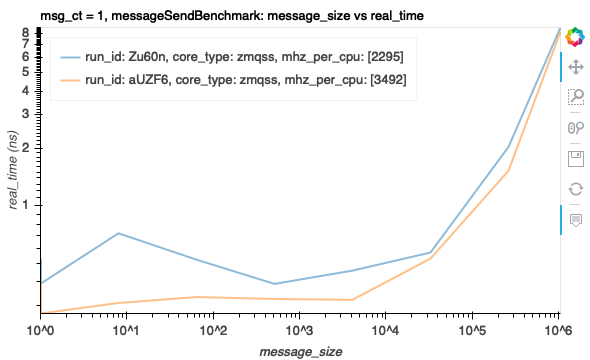 msg_ct = 1, messageSendBenchmark: message_size vs real_time
run_id: Zu60n, core_type: zmqss, mhz_per_cpu: [2295]
run_id: aUZF6, core_type: zmqss, mhz_per_cpu: [3492]
8
7
6
5
4
3
2
1
real_time (ns)
10^0 10^1 10^2 10^3 10^4 10^5 10^6
message_size